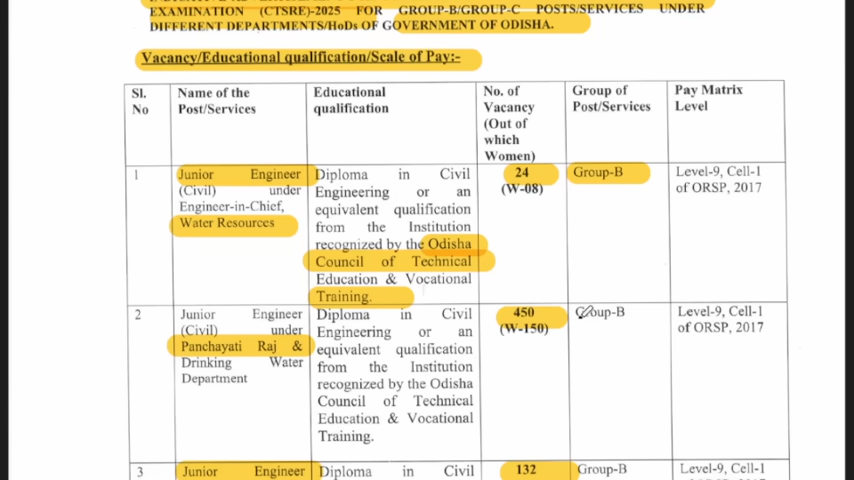 EXAMINATION (CTSRE)-2025 FOR GROUP-B/GROUP-C POSTS/SERVICES UNDER
DIFFERENT DEPARTMENTS/HoDs OF GOVERNMENT OF ODISHA.
Vacancy/Educational qualification/Scale of Pay:-
Sl. No
Name of the Post/Services
Educational qualification
No. of Vacancy (Out of which Women)
Group of Post/Services
Pay Matrix Level
1
Junior Engineer
(Civil) under
Engineer-in-Chief,
Water Resources
Diploma in Civil
Engineering or an
equivalent qualification
from the Institution
recognized by the Odisha
Council of Technical
Education & Vocational
Training.
24
(W-08)
Group-B
Level-9, Cell-1
of ORSP, 2017
2
Junior Engineer
(Civil) under
Panchayati Raj &
Drinking Water
Department
Diploma in Civil
Engineering or an
equivalent qualification
from the Institution
recognized by the Odisha
Council of Technical
Education & Vocational
Training.
450
(W-150)
Group-B
Level-9, Cell-1
of ORSP, 2017
3
Junior Engineer
Diploma in Civil
132
Group-B
Level-9, Cell-1